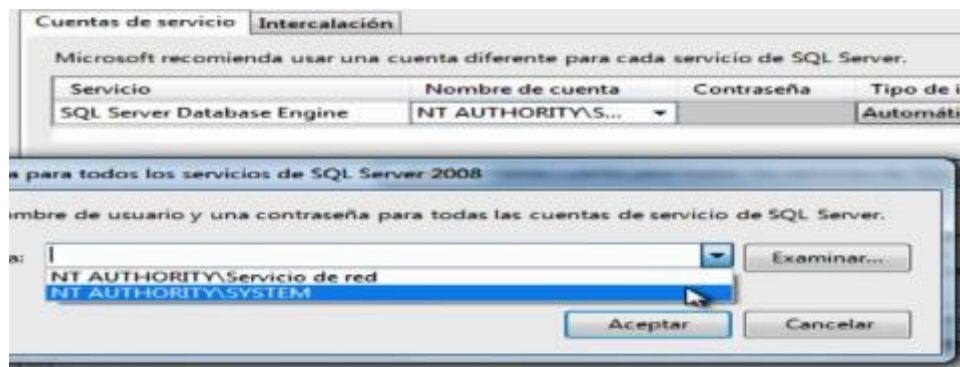 Cuentas de servicio Intercalación
Microsoft recomienda usar una cuenta diferente para cada servicio de SQL Server.
Servicio Nombre de cuenta Contraseña Tipo de i
SQL Server Database Engine NT AUTHORITY\S... Automáti
a para todos los servicios de SQL Server 2008
mbre de usuario y una contraseña para todas las cuentas de servicio de SQL Server.
a: Examinar...
NT AUTHORITY\Servicio de red
NT AUTHORITY\SYSTEM
Aceptar Cancelar